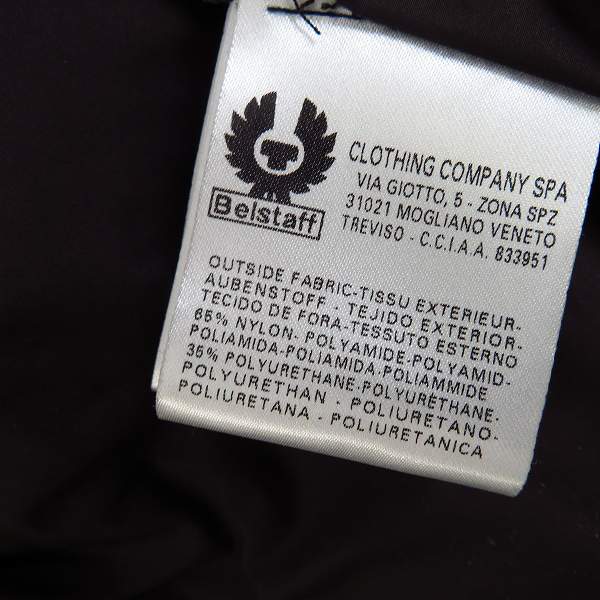 Belstaff
CLOTHING COMPANY SPA
VIA GIOTTO, 5 - ZONA SPZ
31021 MOGLIANO VENETO
TREVISO - C.C.I.A.A. 833951
OUTSIDE FABRIC-TISSU EXTERIEUR-
AUBENSTOFF - TEJIDO EXTERIOR-
TECIDO DE FORA-TESSUTO ESTERNO
65% NYLON- POLYAMIDE-POLYAMID-
POLIAMIDA-POLIAMIDA-POLIAMMIDE
35% POLYURETHANE-POLYURÉTHANE-
POLYURETHAN - POLIURETANO-
POLIURETANA - POLIURETANICA